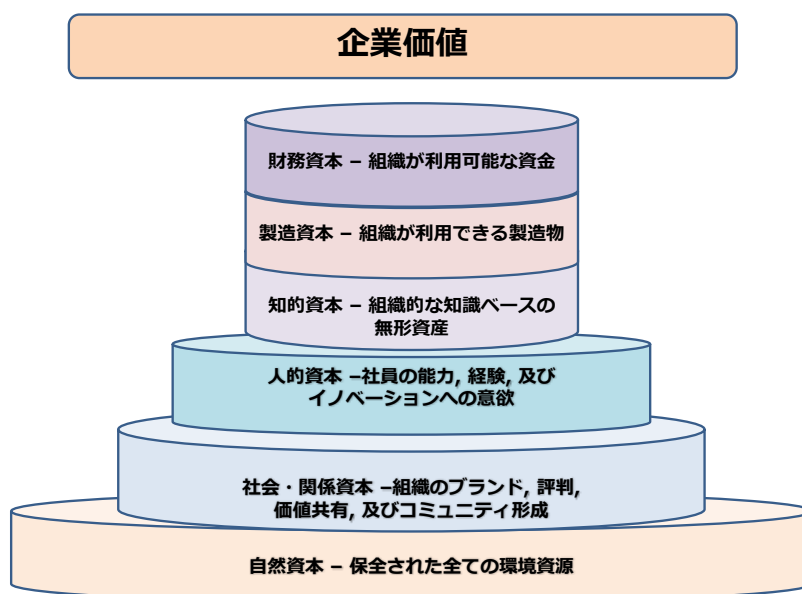 企業価値
財務資本 – 組織が利用可能な資金
製造資本 – 組織が利用できる製造物
知的資本 – 組織的な知識ベースの
無形資産
人的資本 –社員の能力, 経験, 及び
イノベーションへの意欲
社会・関係資本 –組織のブランド, 評判,
価値共有, 及びコミュニティ形成
自然資本 – 保全された全ての環境資源